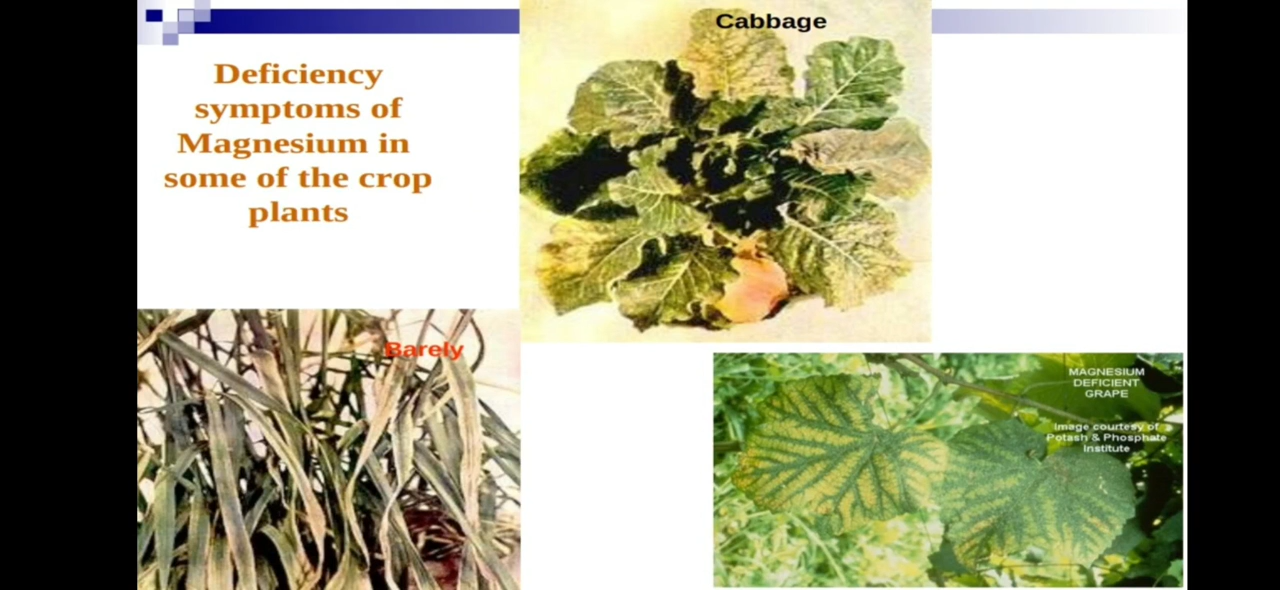 Deficiency
symptoms of
Magnesium in
some of the crop
plants
Cabbage
Barely
MAGNESIUM
DEFICIENT
GRAPE
Image courtesy of
Potash & Phosphate
Institute